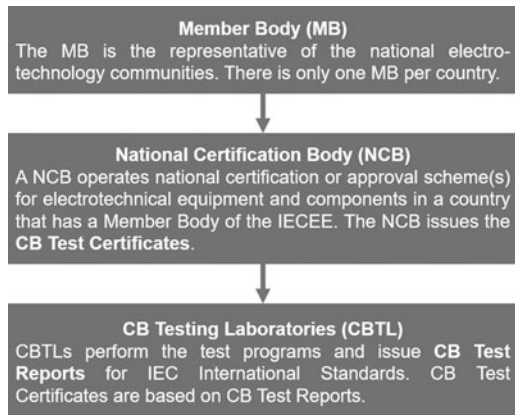 Member Body (MB)
The MB is the representative of the national electro-
technology communities. There is only one MB per country.
National Certification Body (NCB)
A NCB operates national certification or approval scheme(s)
for electrotechnical equipment and components in a country
that has a Member Body of the IECEE. The NCB issues the
CB Test Certificates.
CB Testing Laboratories (CBTL)
CBTLs perform the test programs and issue CB Test
Reports for IEC International Standards. CB Test
Certificates are based on CB Test Reports.